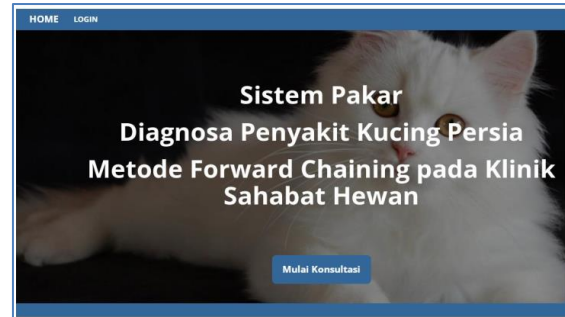 HOME LOGIN
Sistem Pakar
Diagnosa Penyakit Kucing Persia
Metode Forward Chaining pada Klinik
Sahabat Hewan
Mulai Konsultasi